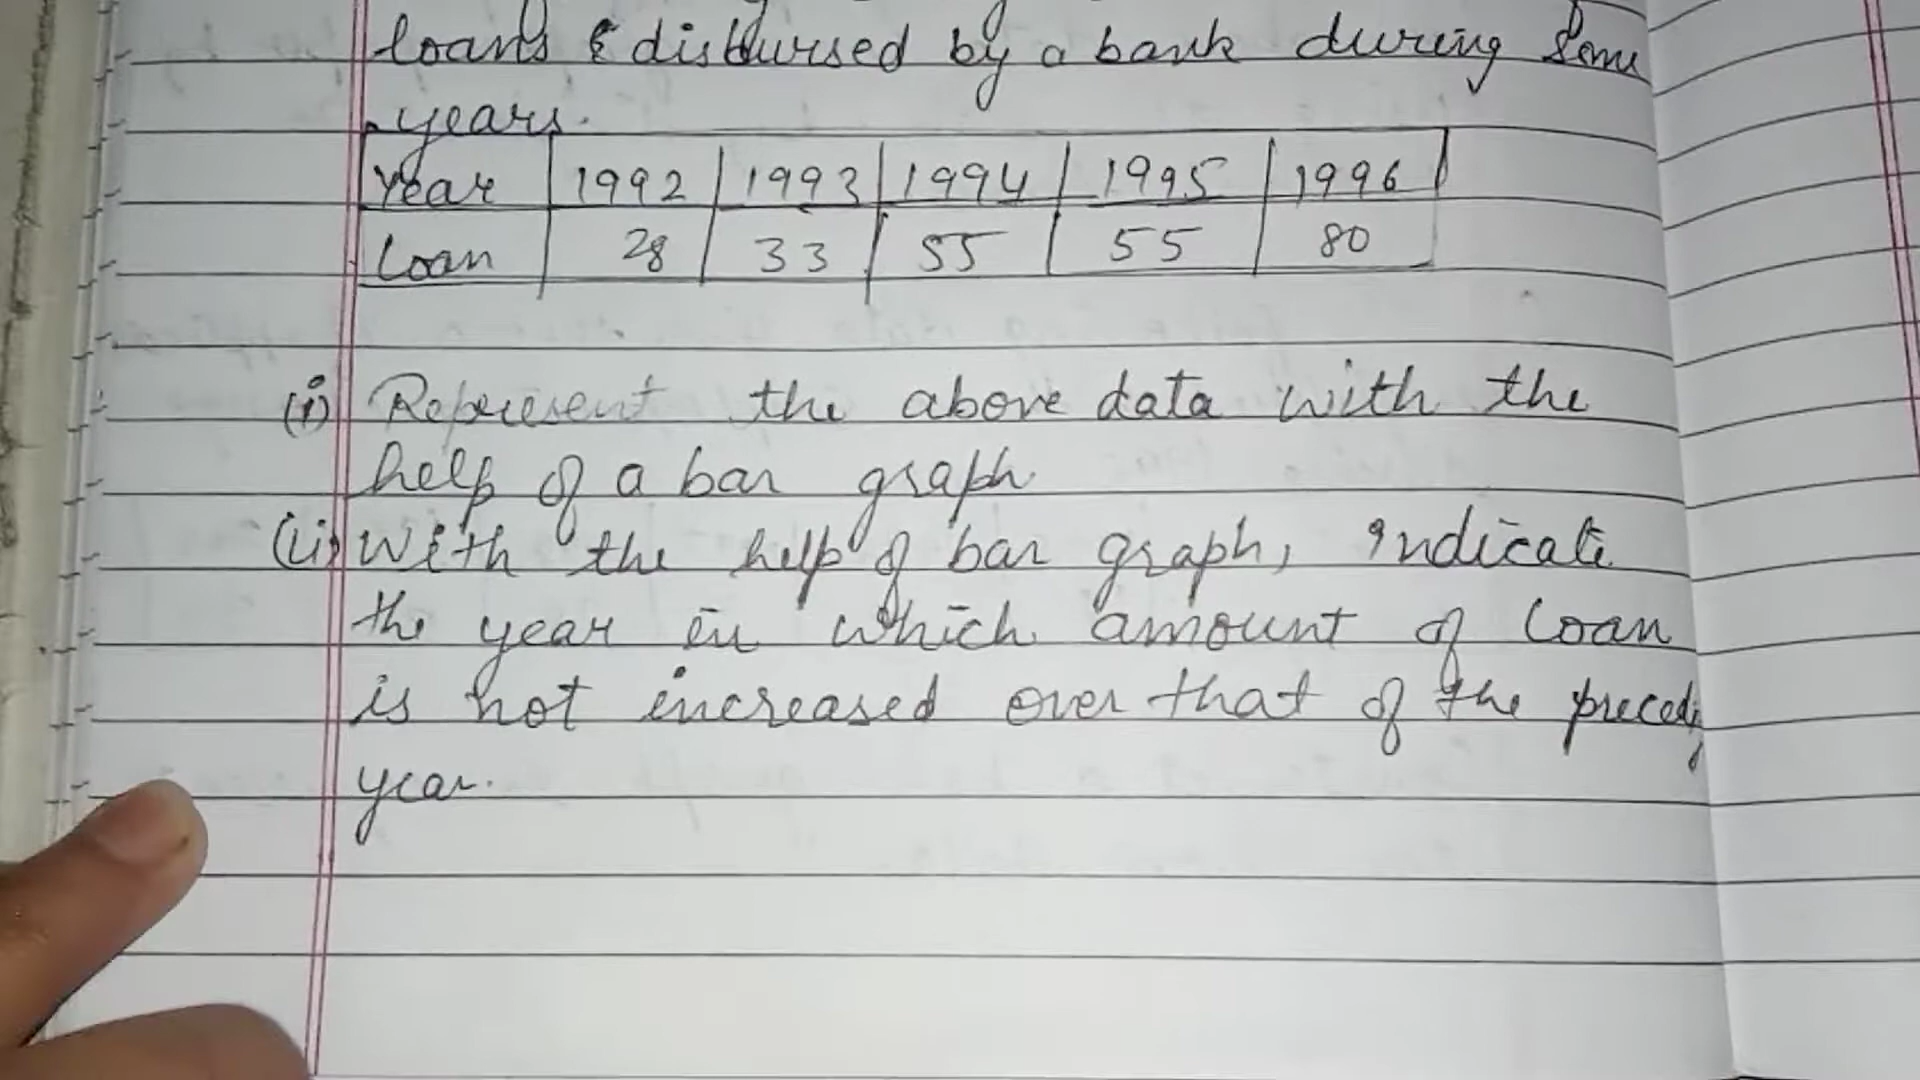 loans & disbursed by a bank during Some
years.
Year 1992 1993 1994 1995 1996
Loan 28 33 55 55 80
(i) Represent the above data with the
help of a bar graph.
(ii) With the help of bar graph, indicate
the year in which amount of loan
is not increased over that of the
year.